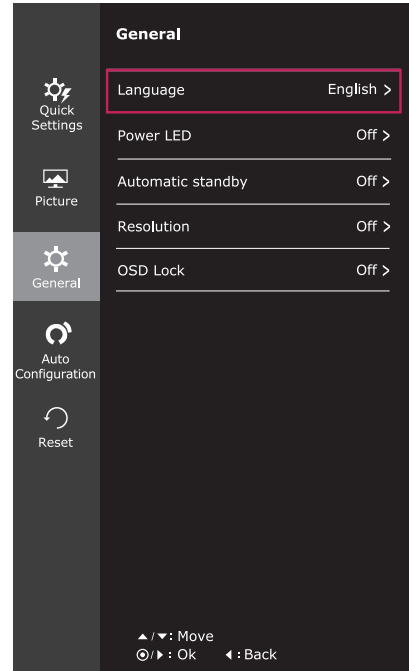 General
Quick
Settings
Picture
General
Auto
Configuration
Reset
Language English >
Power LED Off >
Automatic standby Off >
Resolution Off >
OSD Lock Off >
▲/▼: Move
◉/▶ : Ok ◀ : Back